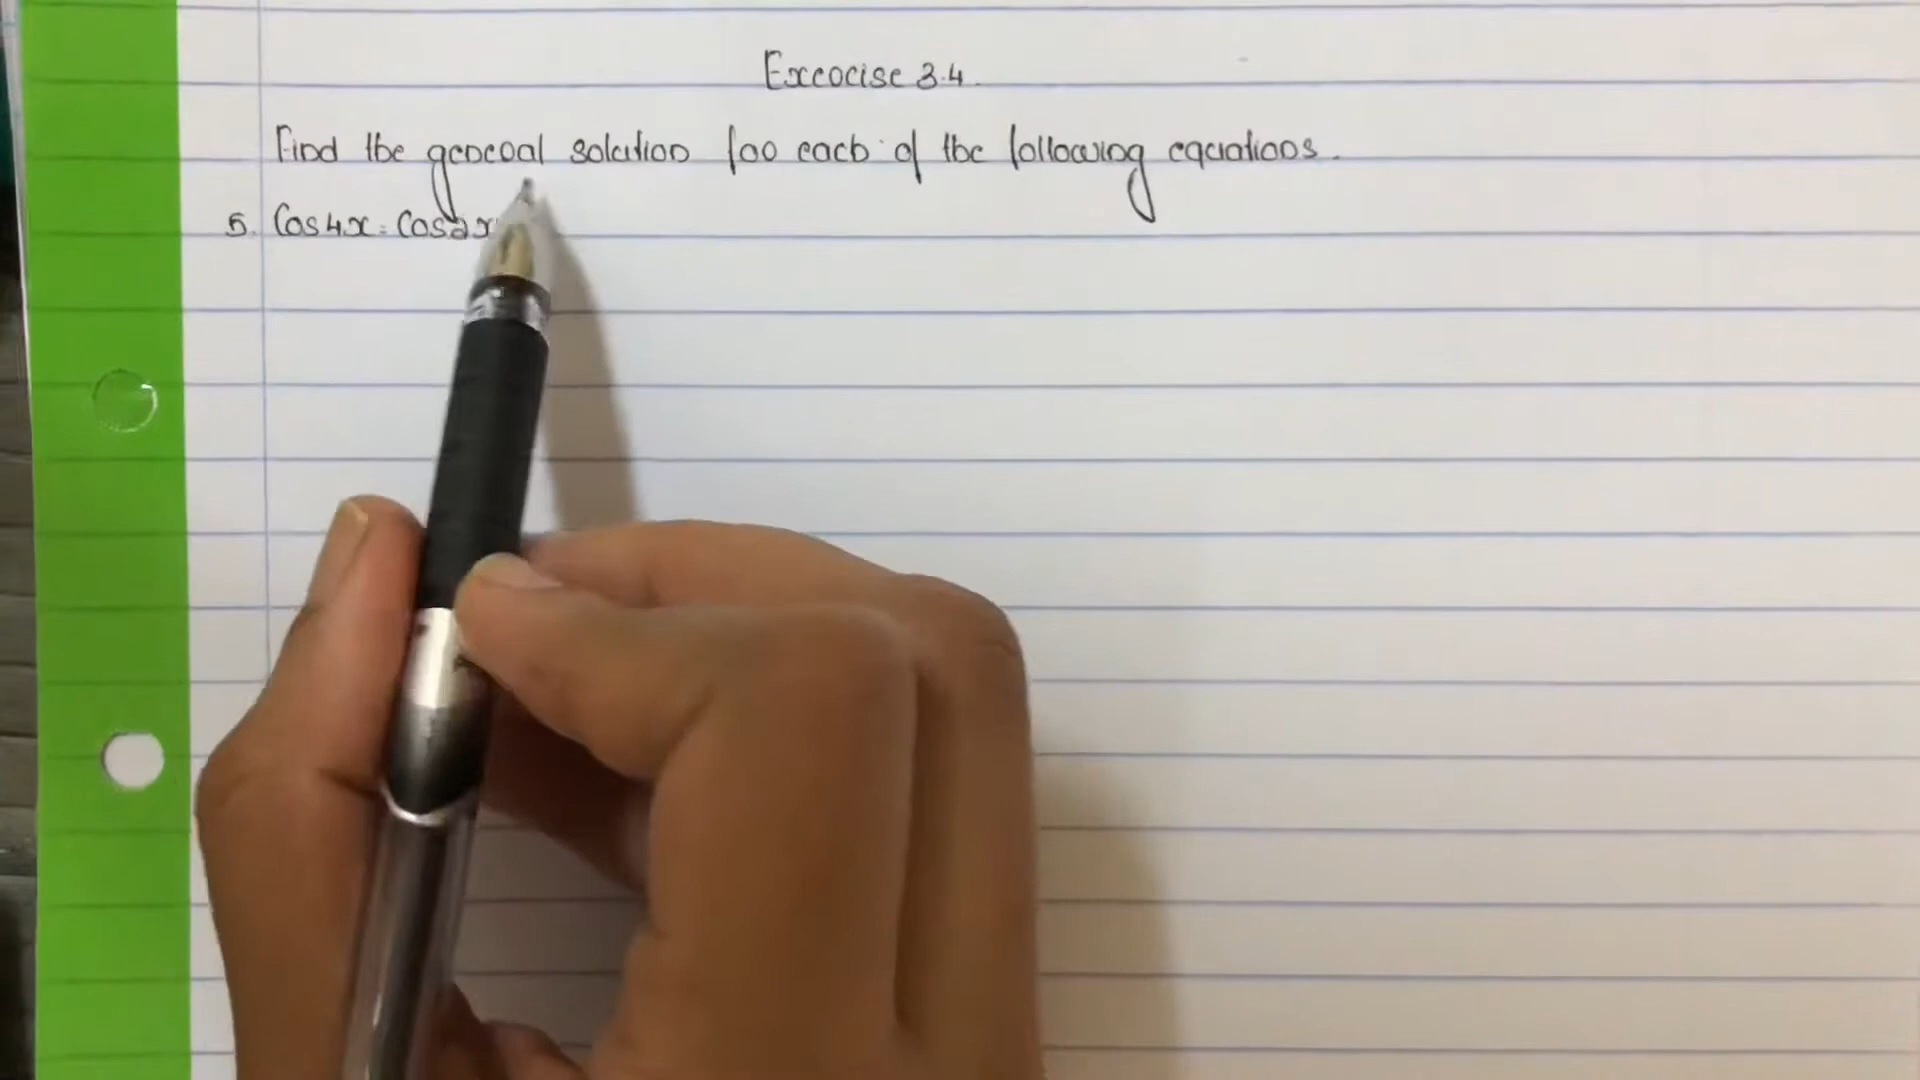 Exercise 3.4.
Find the general solution for each of the following equations.
5. Cos4x = Cos2x